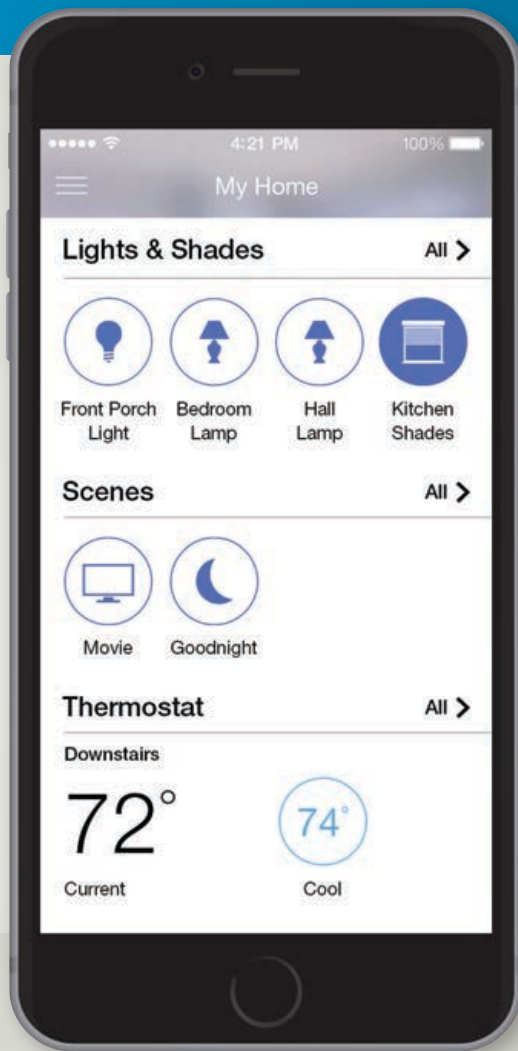 4:21 PM 100%
My Home
Lights & Shades All
Front Porch Bedroom Hall Kitchen
Light Lamp Lamp Shades
Scenes All
Movie Goodnight
Thermostat All
Downstairs
72° 74°
Current Cool